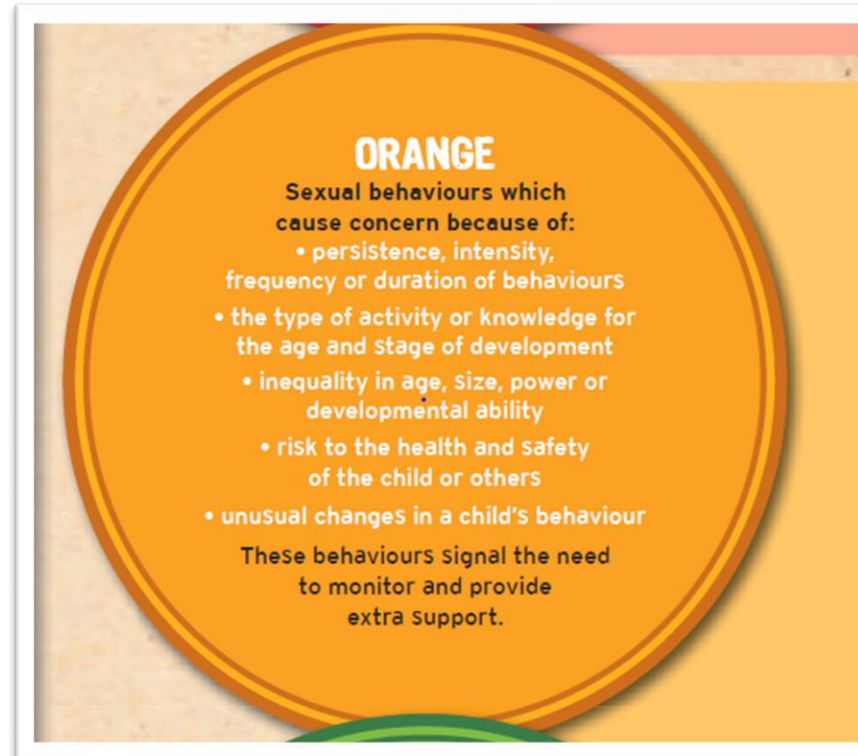 ORANGE
Sexual behaviours which
cause concern because of:
• persistence, intensity,
frequency or duration of behaviours
• the type of activity or knowledge for
the age and stage of development
• inequality in age, size, power or
developmental ability
• risk to the health and safety
of the child or others
• unusual changes in a child's behaviour
These behaviours signal the need
to monitor and provide
extra support.